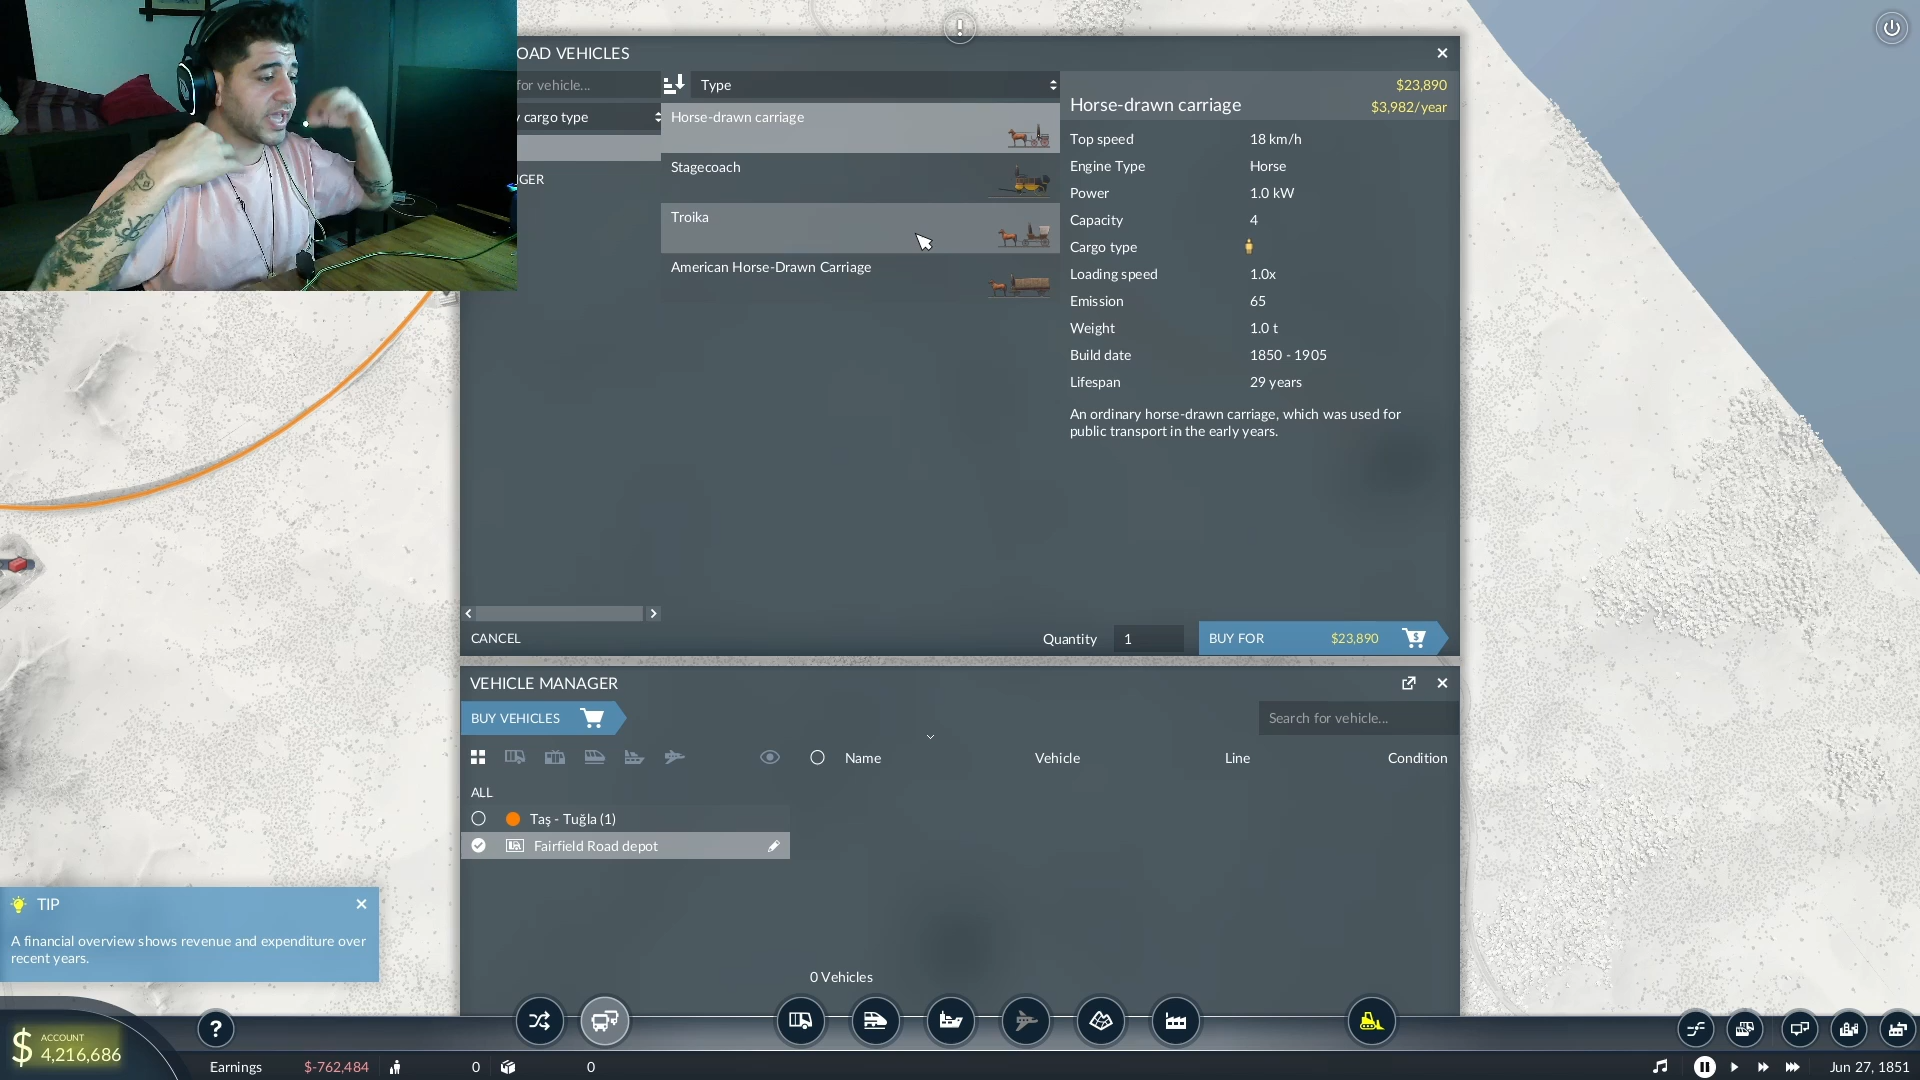 OAD VEHICLES
for vehicle...
Type
y cargo type
NGER
Horse-drawn carriage
Stagecoach
Troika
American Horse-Drawn Carriage
$23,890
Horse-drawn carriage
$3,982/year
Top speed 18 km/h
Engine Type Horse
Power 1.0 kW
Capacity 4
Cargo type
Loading speed 1.0x
Emission 65
Weight 1.0 t
Build date 1850 - 1905
Lifespan 29 years
An ordinary horse-drawn carriage, which was used for
public transport in the early years.
CANCEL
Quantity 1
BUY FOR $23,890
VEHICLE MANAGER
BUY VEHICLES
Search for vehicle...
Name Vehicle Line Condition
ALL
Taş - Tuğla (1)
Fairfield Road depot
0 Vehicles
TIP
A financial overview shows revenue and expenditure over
recent years.
?
$ ACCOUNT
4,216,686
Earnings $-762,484 0 0
Jun 27, 1851